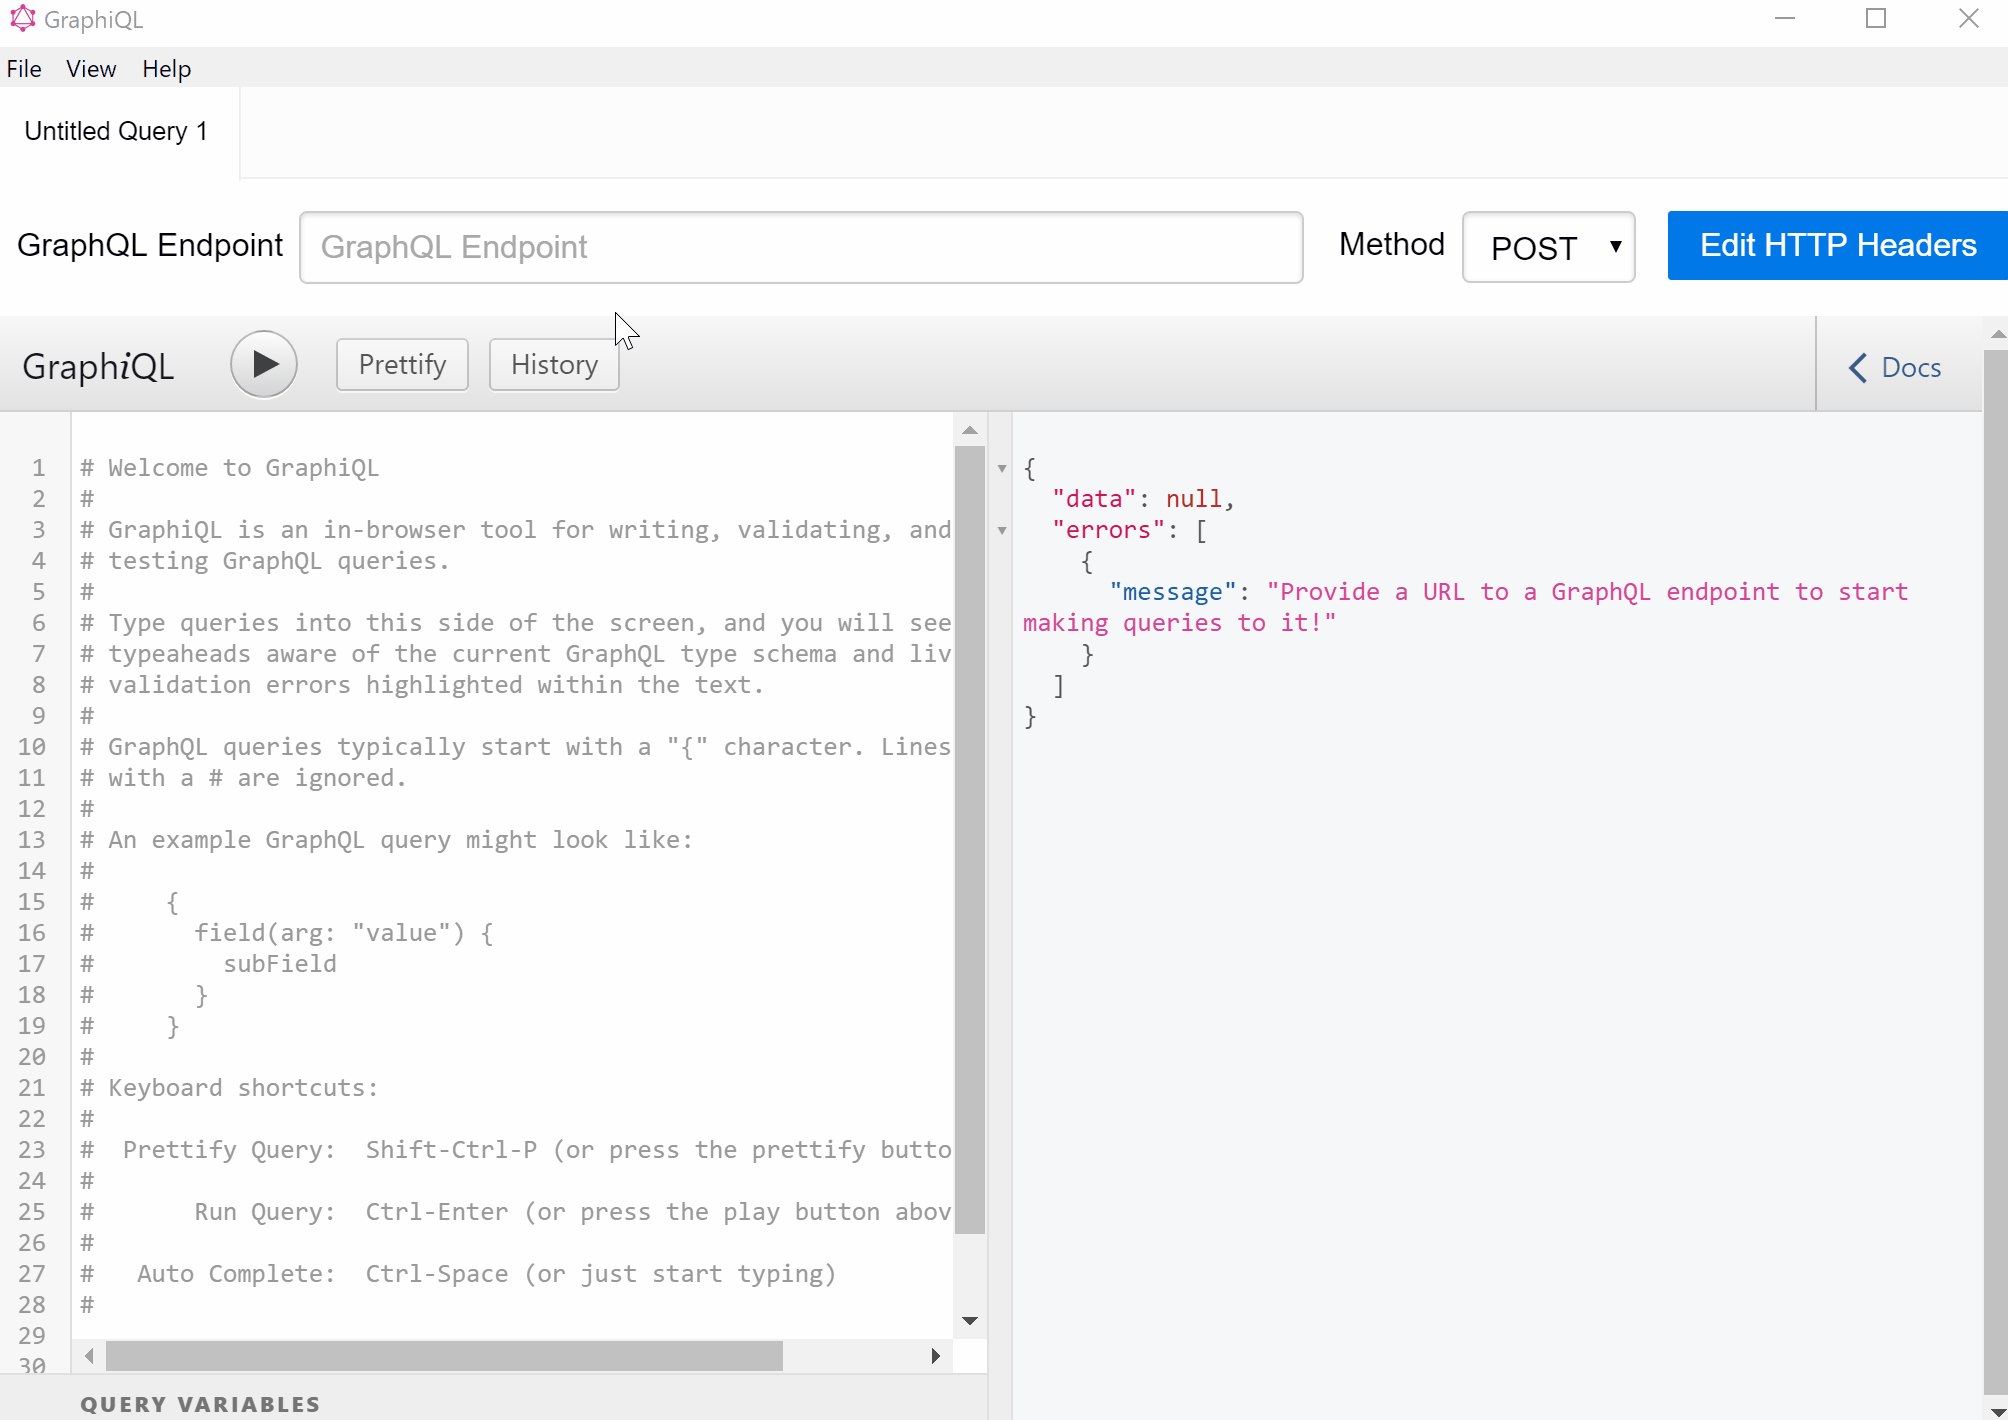 GraphiQL
File View Help
Untitled Query 1
GraphQL Endpoint GraphQL Endpoint Method POST Edit HTTP Headers
GraphiQL Prettify History Docs
1 # Welcome to GraphiQL
2 #
3 # GraphiQL is an in-browser tool for writing, validating, and
4 # testing GraphQL queries.
5 #
6 # Type queries into this side of the screen, and you will see
7 # typeaheads aware of the current GraphQL type schema and liv
8 # validation errors highlighted within the text.
9 #
10 # GraphQL queries typically start with a "{" character. Lines
11 # with a # are ignored.
12 #
13 # An example GraphQL query might look like:
14 #
15 #     {
16 #       field(arg: "value") {
17 #         subField
18 #       }
19 #     }
20 #
21 # Keyboard shortcuts:
22 #
23 #  Prettify Query:  Shift-Ctrl-P (or press the prettify butto
24 #
25 #       Run Query:  Ctrl-Enter (or press the play button abov
26 #
27 #   Auto Complete:  Ctrl-Space (or just start typing)
28 #
29
30
QUERY VARIABLES
{
  "data": null,
  "errors": [
    {
      "message": "Provide a URL to a GraphQL endpoint to start
making queries to it!"
    }
  ]
}